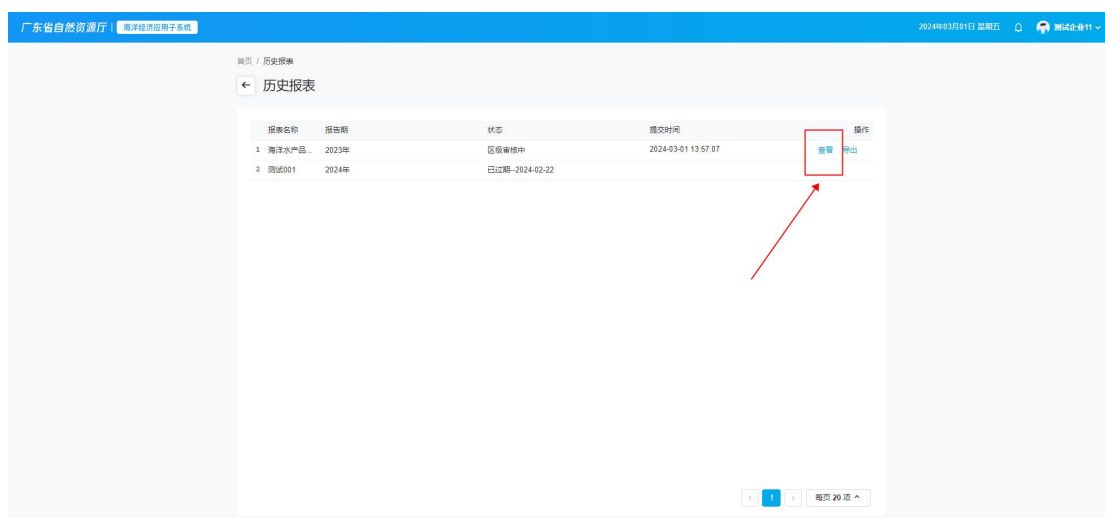 广东省自然资源厅 | 海洋经济应用子系统 2024年03月01日 星期五 测试企业11
首页 / 历史报表
← 历史报表
报表名称 报告期 状态 提交时间 操作
1 海洋水产品... 2023年 区级审核中 2024-03-01 13:57:07 查看 导出
2 测试001 2024年 已过期--2024-02-22
< 1 > 每页 20 项